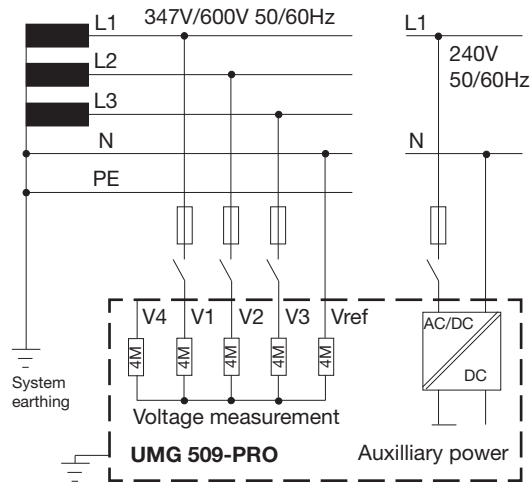 L1 347V/600V 50/60Hz
L2
L3
N
PE
L1
240V
50/60Hz
N
V4 V1 V2 V3 Vref
4M 4M 4M 4M 4M
AC/DC
DC
System
earthing
Voltage measurement
UMG 509-PRO
Auxilliary power